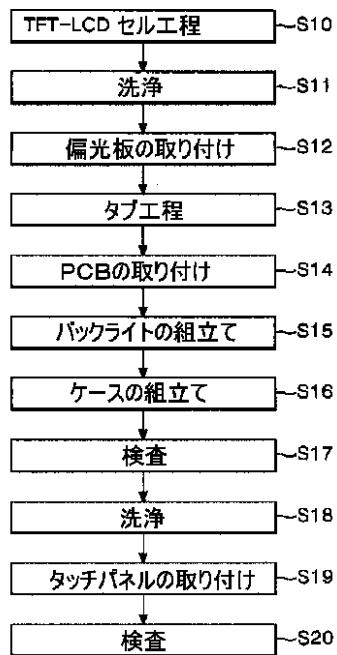 TFT-LCD セル工程 S10
洗浄 S11
偏光板の取り付け S12
タブ工程 S13
PCBの取り付け S14
バックライトの組立て S15
ケースの組立て S16
検査 S17
洗浄 S18
タッチパネルの取り付け S19
検査 S20